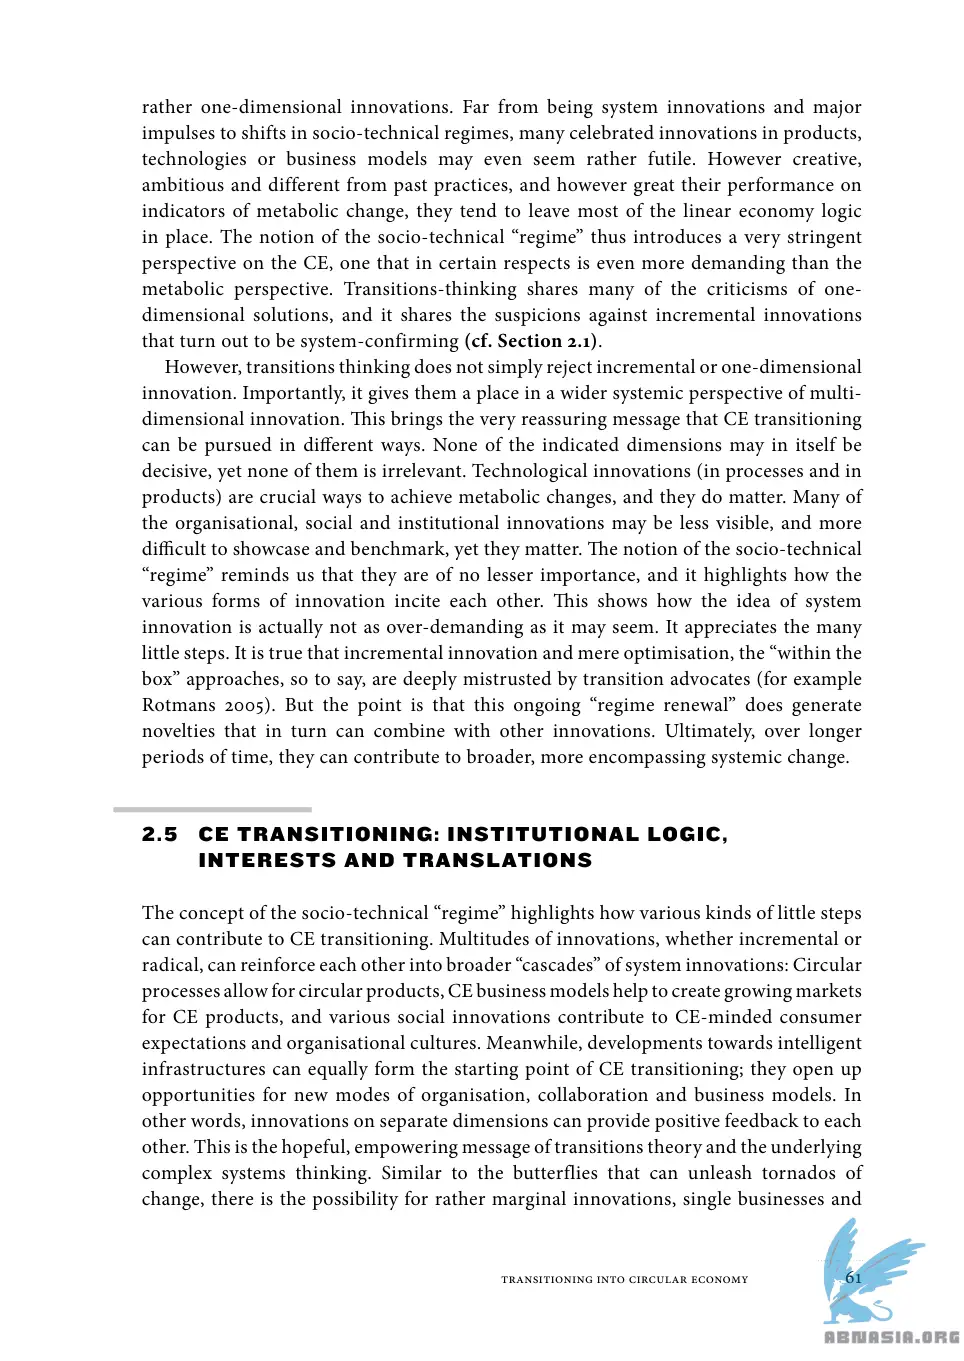 rather one-dimensional innovations. Far from being system innovations and major
impulses to shifts in socio-technical regimes, many celebrated innovations in products,
technologies or business models may even seem rather futile. However creative,
ambitious and different from past practices, and however great their performance on
indicators of metabolic change, they tend to leave most of the linear economy logic
in place. The notion of the socio-technical “regime” thus introduces a very stringent
perspective on the CE, one that in certain respects is even more demanding than the
metabolic perspective. Transitions-thinking shares many of the criticisms of one-
dimensional solutions, and it shares the suspicions against incremental innovations
that turn out to be system-confirming (cf. Section 2.1).
However, transitions thinking does not simply reject incremental or one-dimensional
innovation. Importantly, it gives them a place in a wider systemic perspective of multi-
dimensional innovation. This brings the very reassuring message that CE transitioning
can be pursued in different ways. None of the indicated dimensions may in itself be
decisive, yet none of them is irrelevant. Technological innovations (in processes and in
products) are crucial ways to achieve metabolic changes, and they do matter. Many of
the organisational, social and institutional innovations may be less visible, and more
difficult to showcase and benchmark, yet they matter. The notion of the socio-technical
“regime” reminds us that they are of no lesser importance, and it highlights how the
various forms of innovation incite each other. This shows how the idea of system
innovation is actually not as over-demanding as it may seem. It appreciates the many
little steps. It is true that incremental innovation and mere optimisation, the “within the
box” approaches, so to say, are deeply mistrusted by transition advocates (for example
Rotmans 2005). But the point is that this ongoing “regime renewal” does generate
novelties that in turn can combine with other innovations. Ultimately, over longer
periods of time, they can contribute to broader, more encompassing systemic change.
2.5 CE TRANSITIONING: INSTITUTIONAL LOGIC,
INTERESTS AND TRANSLATIONS
The concept of the socio-technical “regime” highlights how various kinds of little steps
can contribute to CE transitioning. Multitudes of innovations, whether incremental or
radical, can reinforce each other into broader “cascades” of system innovations: Circular
processes allow for circular products, CE business models help to create growing markets
for CE products, and various social innovations contribute to CE-minded consumer
expectations and organisational cultures. Meanwhile, developments towards intelligent
infrastructures can equally form the starting point of CE transitioning; they open up
opportunities for new modes of organisation, collaboration and business models. In
other words, innovations on separate dimensions can provide positive feedback to each
other. This is the hopeful, empowering message of transitions theory and the underlying
complex systems thinking. Similar to the butterflies that can unleash tornados of
change, there is the possibility for rather marginal innovations, single businesses and
TRANSITIONING INTO CIRCULAR ECONOMY 61
ABNASIA.ORG